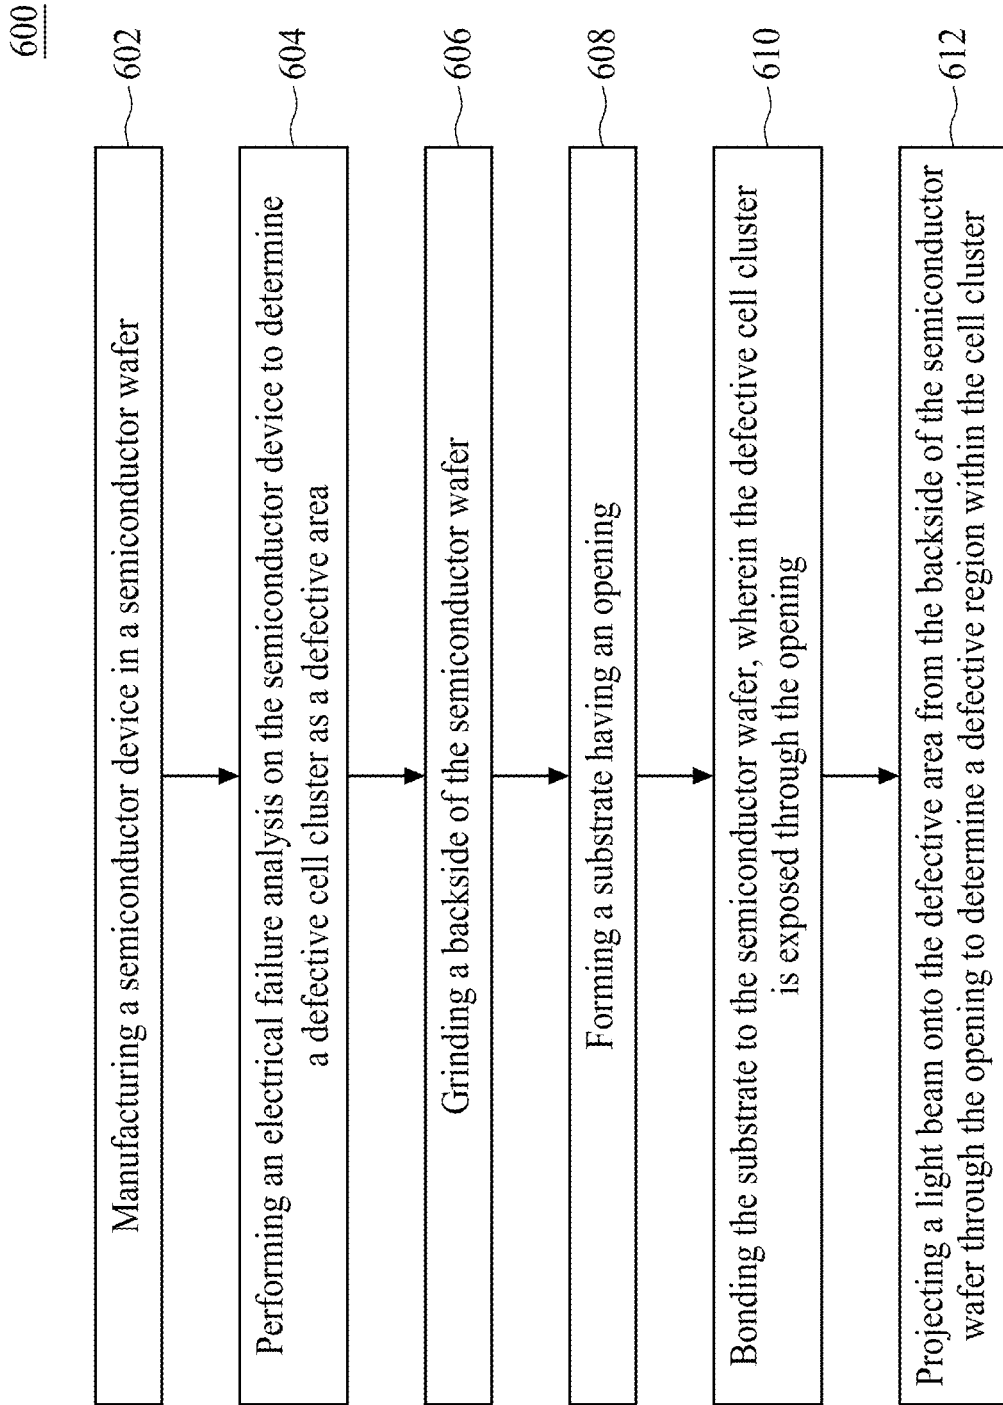 600
Manufacturing a semiconductor device in a semiconductor wafer
602
Performing an electrical failure analysis on the semiconductor device to determine
a defective cell cluster as a defective area
604
Grinding a backside of the semiconductor wafer
606
Forming a substrate having an opening
608
Bonding the substrate to the semiconductor wafer, wherein the defective cell cluster
is exposed through the opening
610
Projecting a light beam onto the defective area from the backside of the semiconductor
wafer through the opening to determine a defective region within the cell cluster
612